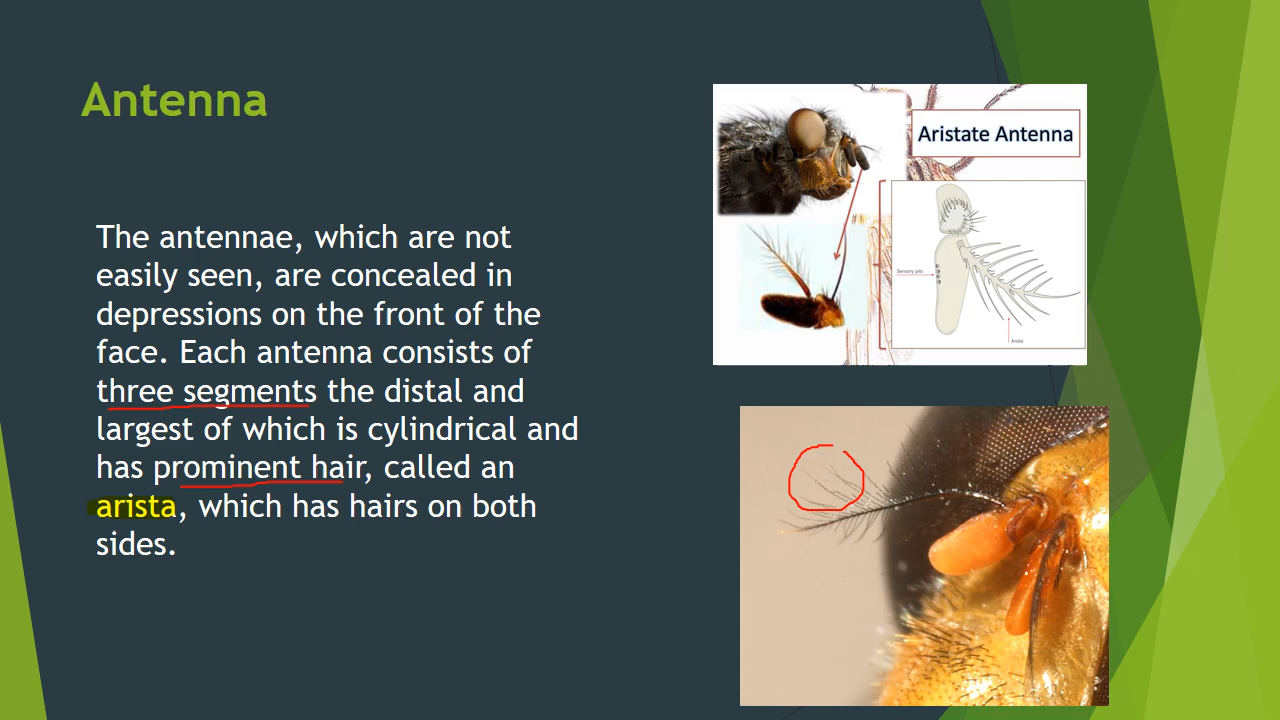 Antenna
The antennae, which are not
easily seen, are concealed in
depressions on the front of the
face. Each antenna consists of
three segments the distal and
largest of which is cylindrical and
has prominent hair, called an
arista, which has hairs on both
sides.
Aristate Antenna
Sensory pits
Arista